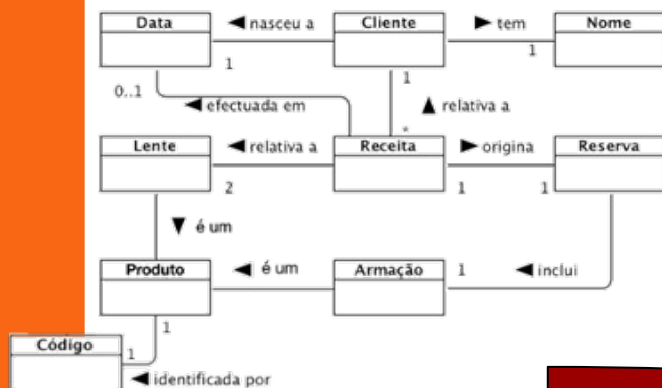 Data ◄ nasceu a Cliente ► tem Nome
1 1
0..1 1
◄ efectuada em ▲ relativa a
*
Lente ◄ relativa a Receita ► origina Reserva
2 1 1
▼ é um
Produto ◄ é um Armação 1 ◄ inclui
1
Código 1
◄ identificada por